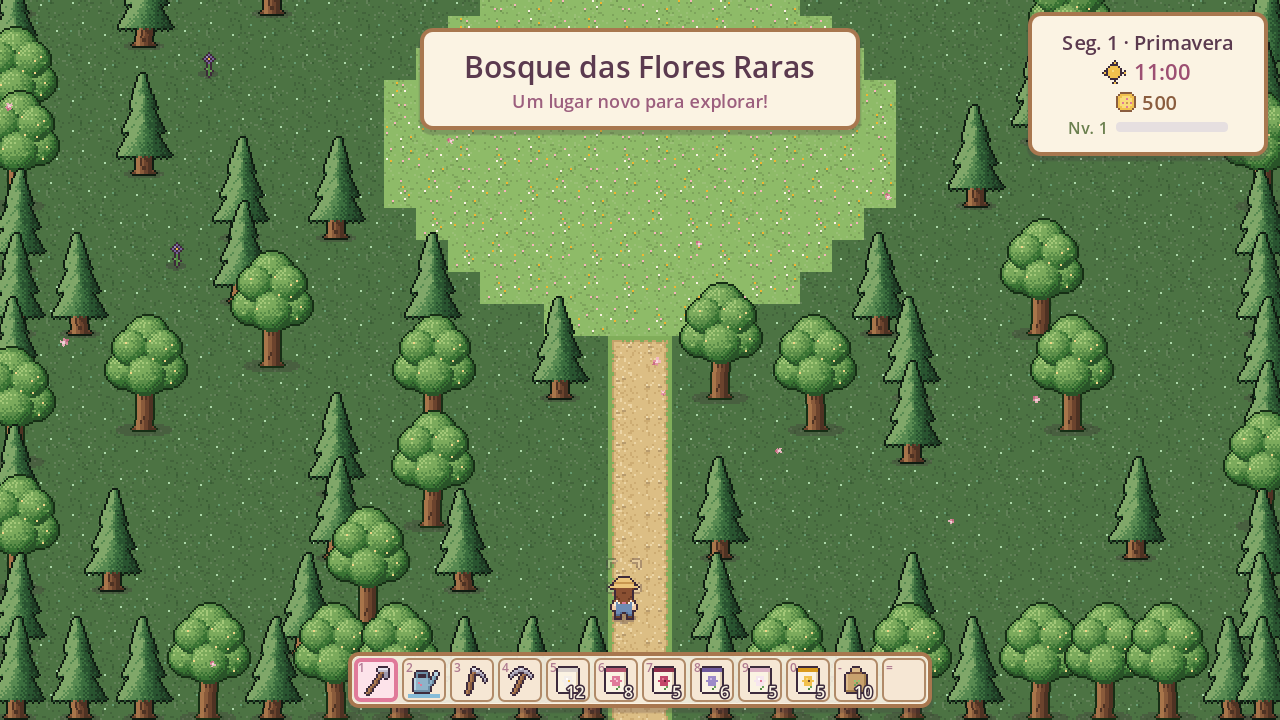 Bosque das Flores Raras
Um lugar novo para explorar!
Seg. 1 · Primavera
11:00
500
Nv. 1
1 2 3 4 5 6 7 8 9 0 - =
12 8 5 6 5 5 10